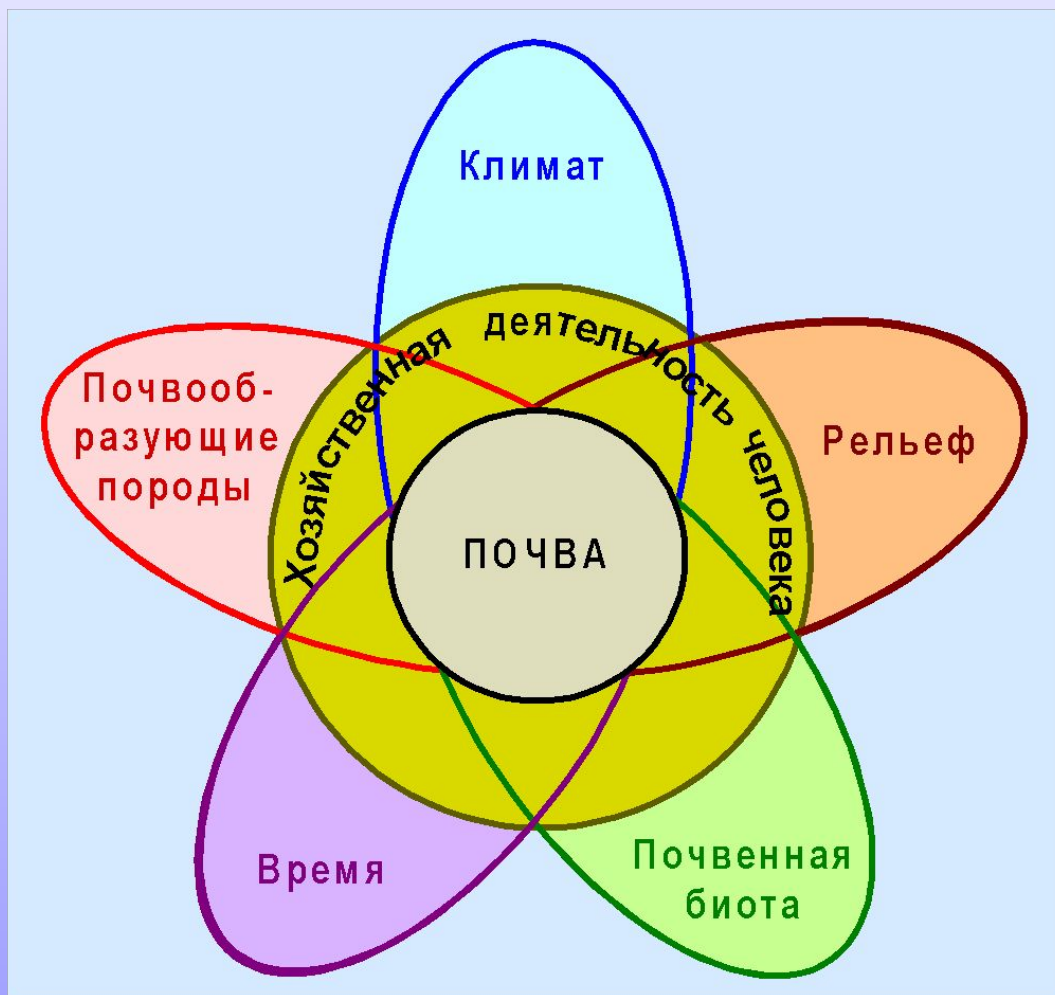 Климат
Хозяйственная деятельность человека
Почвооб-
разующие
породы
Рельеф
ПОЧВА
Время
Почвенная
биота